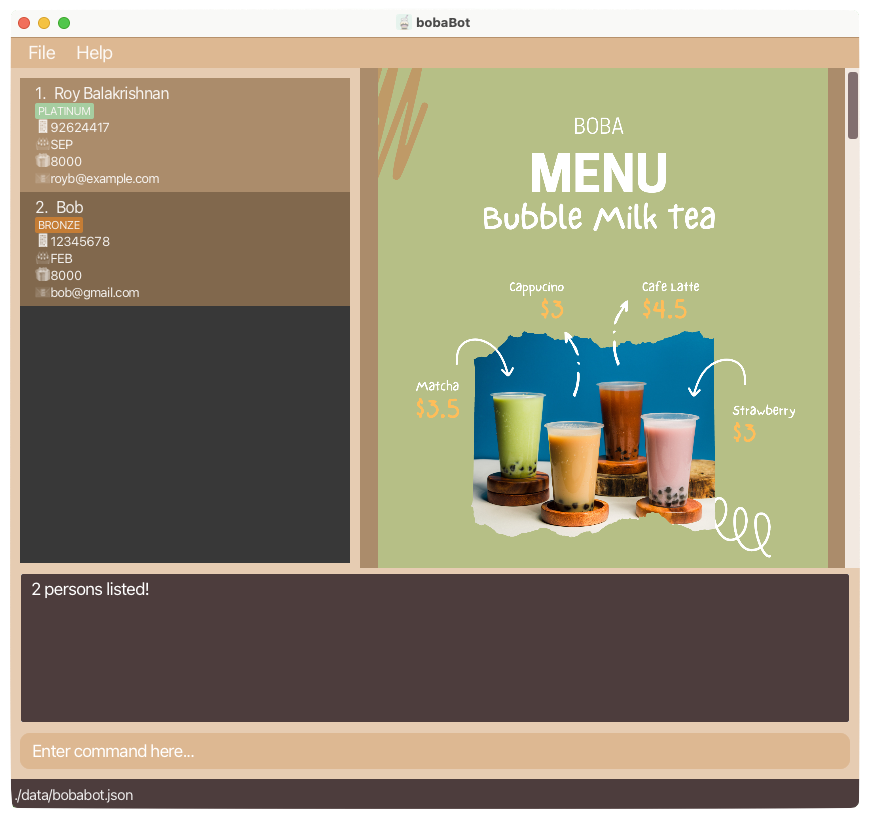 bobaBot
File Help
1. Roy Balakrishnan
PLATINUM
92624417
SEP
8000
royb@example.com
2. Bob
BRONZE
12345678
FEB
8000
bob@gmail.com
BOBA
MENU
Bubble Milk Tea
Cappucino
$3
Cafe Latte
$4.5
Matcha
$3.5
Strawberry
$3
2 persons listed!
Enter command here...
./data/bobabot.json